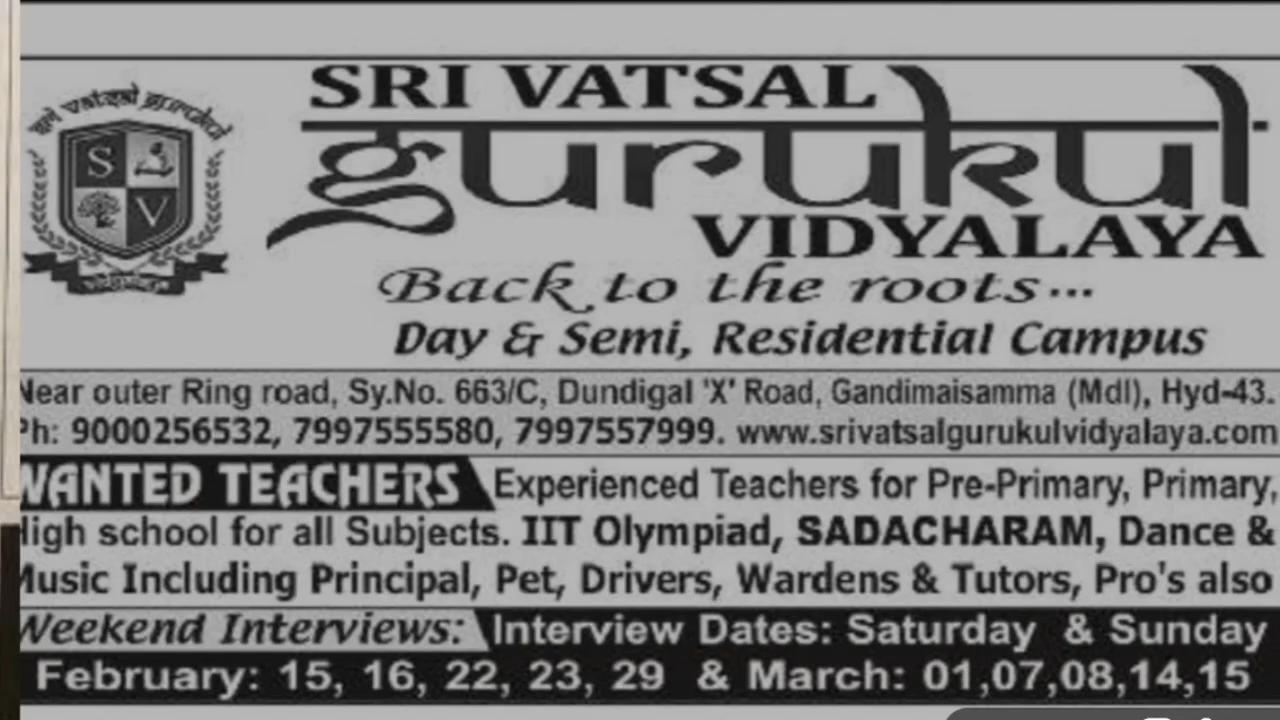 sri vatsal gurukul
S
V
SRI VATSAL
gurukul
VIDYALAYA
Back to the roots...
Day & Semi, Residential Campus
Near outer Ring road, Sy.No. 663/C, Dundigal 'X' Road, Gandimaisamma (Mdl), Hyd-43.
Ph: 9000256532, 7997555580, 7997557999. www.srivatsalgurukulvidyalaya.com
WANTED TEACHERS Experienced Teachers for Pre-Primary, Primary,
High school for all Subjects. IIT Olympiad, SADACHARAM, Dance &
Music Including Principal, Pet, Drivers, Wardens & Tutors, Pro's also
Weekend Interviews: Interview Dates: Saturday & Sunday
February: 15, 16, 22, 23, 29 & March: 01,07,08,14,15